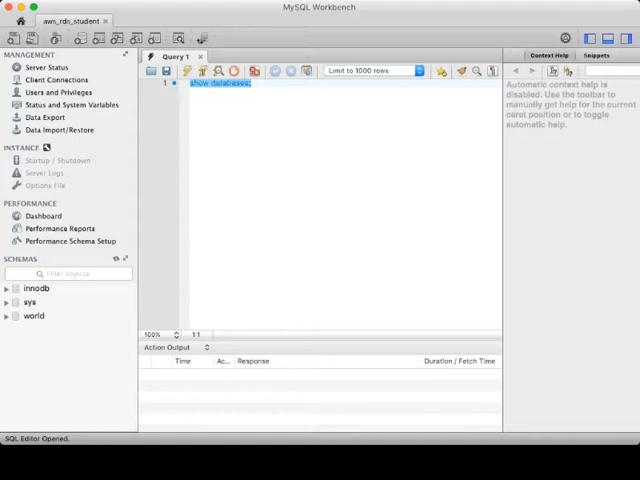 MySQL Workbench
awn_rdn_student
MANAGEMENT
Server Status
Client Connections
Users and Privileges
Status and System Variables
Data Export
Data Import/Restore
INSTANCE
Startup / Shutdown
Server Logs
Options File
PERFORMANCE
Dashboard
Performance Reports
Performance Schema Setup
SCHEMAS
Filter objects
innodb
sys
world
Query 1
Limit to 1000 rows
1 show databases;
100% 1:1
Action Output
Time Ac... Response Duration / Fetch Time
Context Help Snippets
Automatic context help is
disabled. Use the toolbar to
manually get help for the current
caret position or to toggle
automatic help.
SQL Editor Opened.